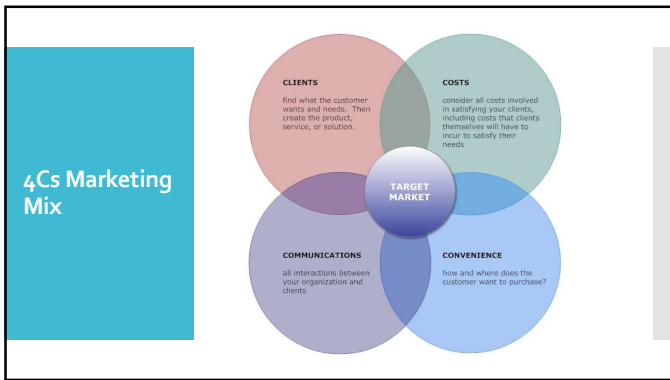 4Cs Marketing
Mix
CLIENTS
find what the customer
wants and needs.  Then
create the product,
service, or solution.
COSTS
consider all costs involved
in satisfying your clients,
including costs that clients
themselves will have to
incur to satisfy their
needs
TARGET
MARKET
COMMUNICATIONS
all interactions between
your organization and
clients
CONVENIENCE
how and where does the
customer want to purchase?